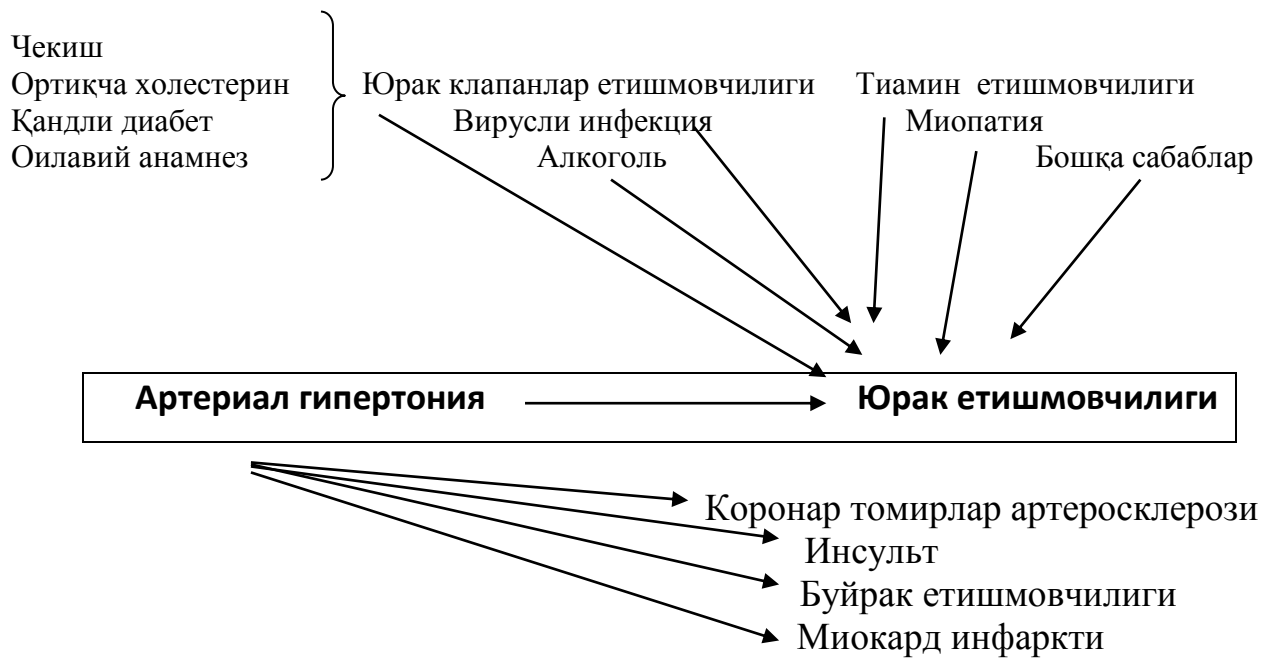 Чекиш
Ортиқча холестерин
Қандли диабет
Оилавий анамнез
Юрак клапанлар етишмовчилиги
Вирусли инфекция
Алкоголь
Тиамин етишмовчилиги
Миопатия
Бошқа сабаблар
Артериал гипертония
Юрак етишмовчилиги
Коронар томирлар артеросклерози
Инсульт
Буйрак етишмовчилиги
Миокард инфаркти